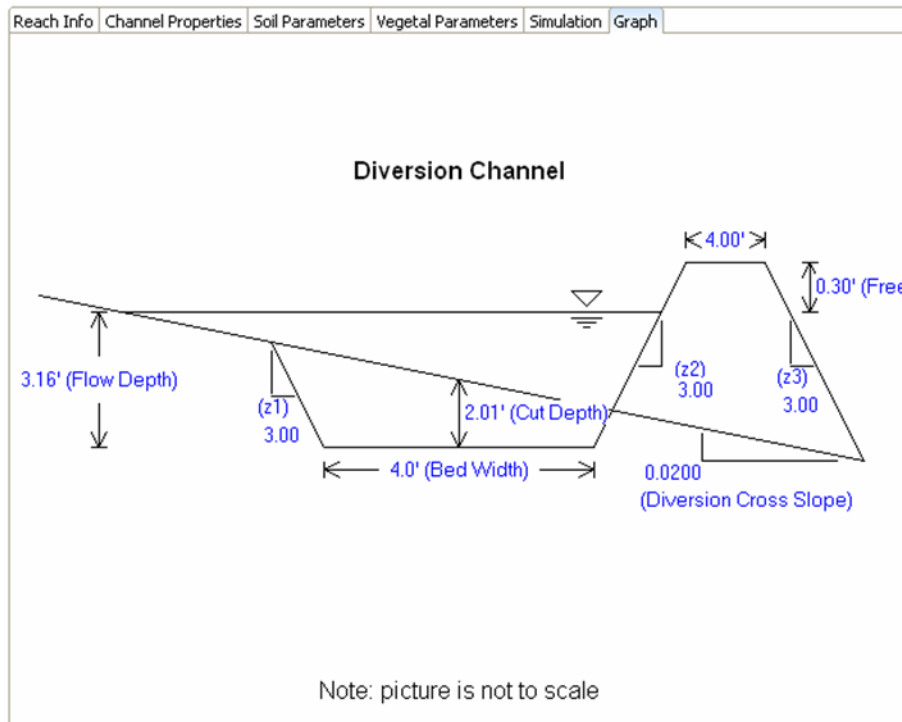 Reach Info Channel Properties Soil Parameters Vegetal Parameters Simulation Graph
Diversion Channel
4.00'
0.30' (Free
3.16' (Flow Depth)
(z1)
3.00
2.01' (Cut Depth)
(z2)
3.00
(z3)
3.00
4.0' (Bed Width)
0.0200
(Diversion Cross Slope)
Note: picture is not to scale